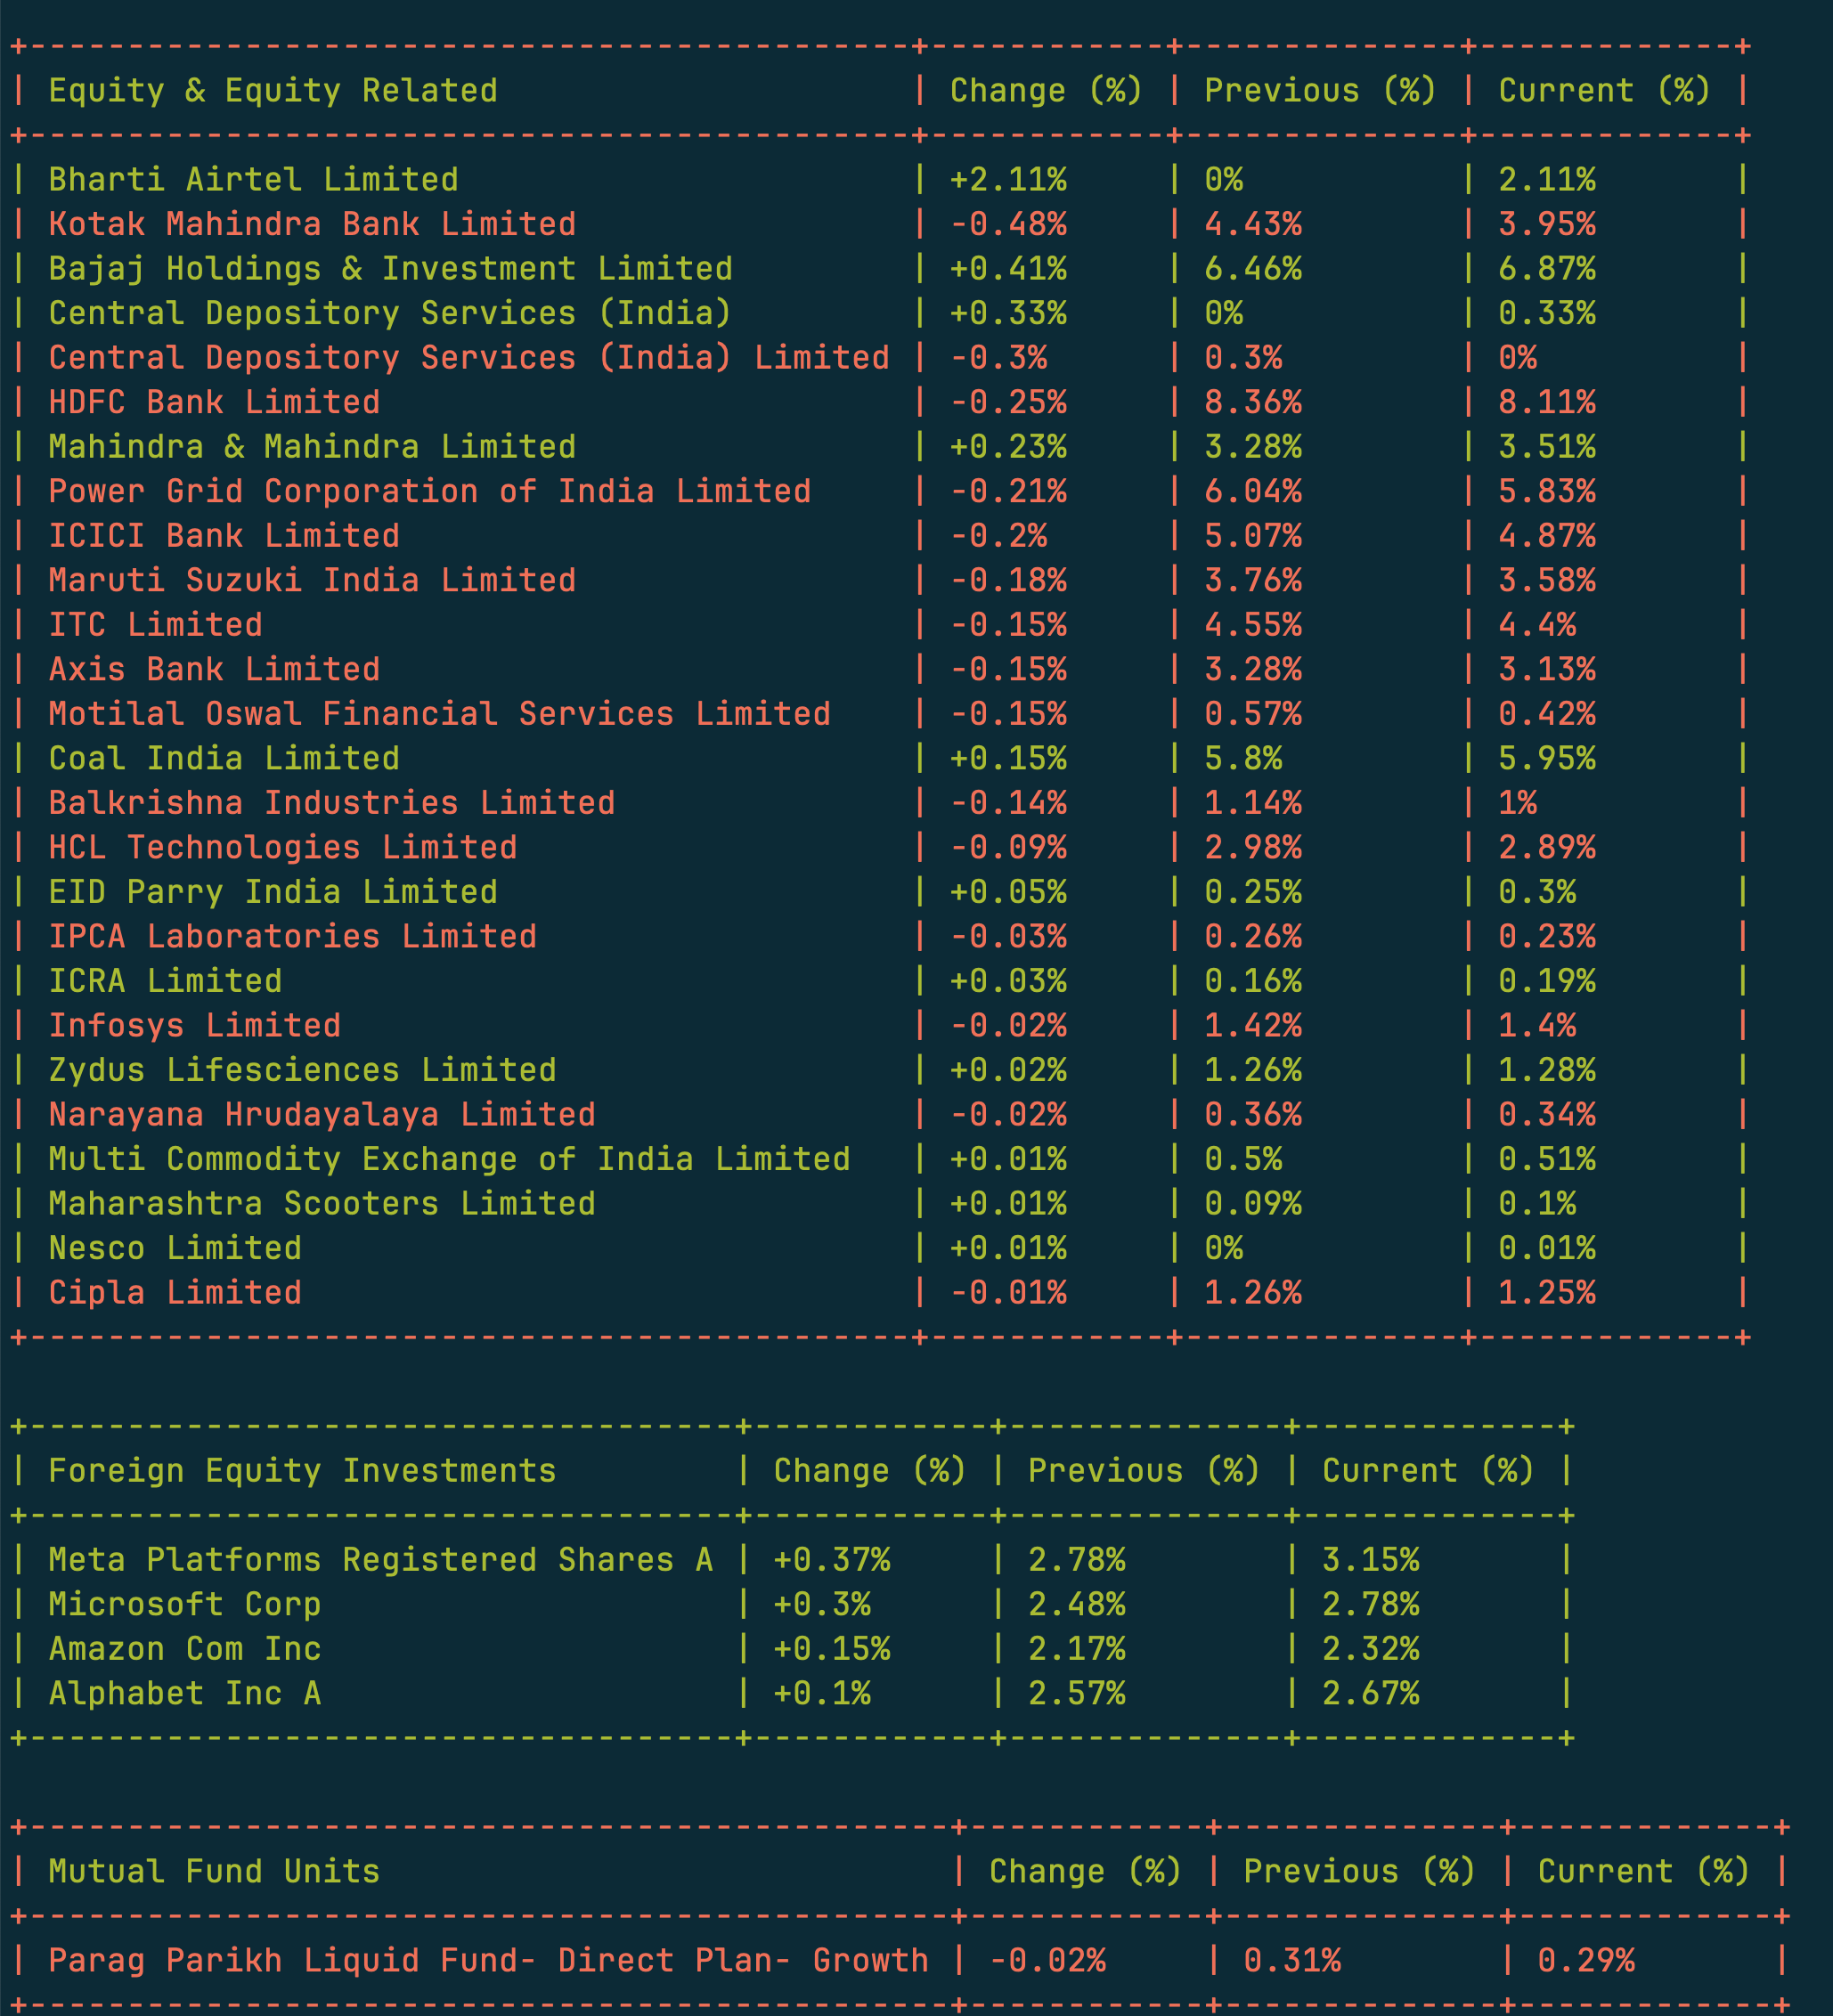 +---------------------------------------------+------------+--------------+-------------+
| Equity & Equity Related                     | Change (%) | Previous (%) | Current (%) |
+---------------------------------------------+------------+--------------+-------------+
| Bharti Airtel Limited                       | +2.11%     | 0%           | 2.11%       |
| Kotak Mahindra Bank Limited                 | -0.48%     | 4.43%        | 3.95%       |
| Bajaj Holdings & Investment Limited         | +0.41%     | 6.46%        | 6.87%       |
| Central Depository Services (India)         | +0.33%     | 0%           | 0.33%       |
| Central Depository Services (India) Limited | -0.3%      | 0.3%         | 0%          |
| HDFC Bank Limited                           | -0.25%     | 8.36%        | 8.11%       |
| Mahindra & Mahindra Limited                 | +0.23%     | 3.28%        | 3.51%       |
| Power Grid Corporation of India Limited     | -0.21%     | 6.04%        | 5.83%       |
| ICICI Bank Limited                          | -0.2%      | 5.07%        | 4.87%       |
| Maruti Suzuki India Limited                 | -0.18%     | 3.76%        | 3.58%       |
| ITC Limited                                 | -0.15%     | 4.55%        | 4.4%        |
| Axis Bank Limited                           | -0.15%     | 3.28%        | 3.13%       |
| Motilal Oswal Financial Services Limited    | -0.15%     | 0.57%        | 0.42%       |
| Coal India Limited                          | +0.15%     | 5.8%         | 5.95%       |
| Balkrishna Industries Limited               | -0.14%     | 1.14%        | 1%          |
| HCL Technologies Limited                    | -0.09%     | 2.98%        | 2.89%       |
| EID Parry India Limited                     | +0.05%     | 0.25%        | 0.3%        |
| IPCA Laboratories Limited                   | -0.03%     | 0.26%        | 0.23%       |
| ICRA Limited                                | +0.03%     | 0.16%        | 0.19%       |
| Infosys Limited                             | -0.02%     | 1.42%        | 1.4%        |
| Zydus Lifesciences Limited                  | +0.02%     | 1.26%        | 1.28%       |
| Narayana Hrudayalaya Limited                | -0.02%     | 0.36%        | 0.34%       |
| Multi Commodity Exchange of India Limited   | +0.01%     | 0.5%         | 0.51%       |
| Maharashtra Scooters Limited                | +0.01%     | 0.09%        | 0.1%        |
| Nesco Limited                               | +0.01%     | 0%           | 0.01%       |
| Cipla Limited                               | -0.01%     | 1.26%        | 1.25%       |
+---------------------------------------------+------------+--------------+-------------+
+------------------------------------+------------+--------------+-------------+
| Foreign Equity Investments         | Change (%) | Previous (%) | Current (%) |
+------------------------------------+------------+--------------+-------------+
| Meta Platforms Registered Shares A | +0.37%     | 2.78%        | 3.15%       |
| Microsoft Corp                     | +0.3%      | 2.48%        | 2.78%       |
| Amazon Com Inc                     | +0.15%     | 2.17%        | 2.32%       |
| Alphabet Inc A                     | +0.1%      | 2.57%        | 2.67%       |
+------------------------------------+------------+--------------+-------------+
+-----------------------------------------------+------------+--------------+-------------+
| Mutual Fund Units                             | Change (%) | Previous (%) | Current (%) |
+-----------------------------------------------+------------+--------------+-------------+
| Parag Parikh Liquid Fund- Direct Plan- Growth | -0.02%     | 0.31%        | 0.29%       |
+-----------------------------------------------+------------+--------------+-------------+